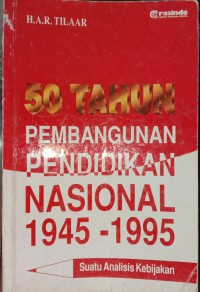 H.A.R. TILAAR
grasindo
50 TAHUN
PEMBANGUNAN
PENDIDIKAN
NASIONAL
1945 -1995
Suatu Analisis Kebijakan